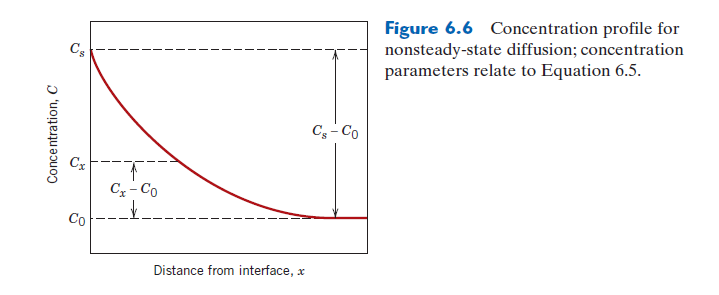 Figure 6.6 Concentration profile for
nonsteady-state diffusion; concentration
parameters relate to Equation 6.5.
Concentration, C
Cs
Cs – C0
Cx
Cx – C0
C0
Distance from interface, x